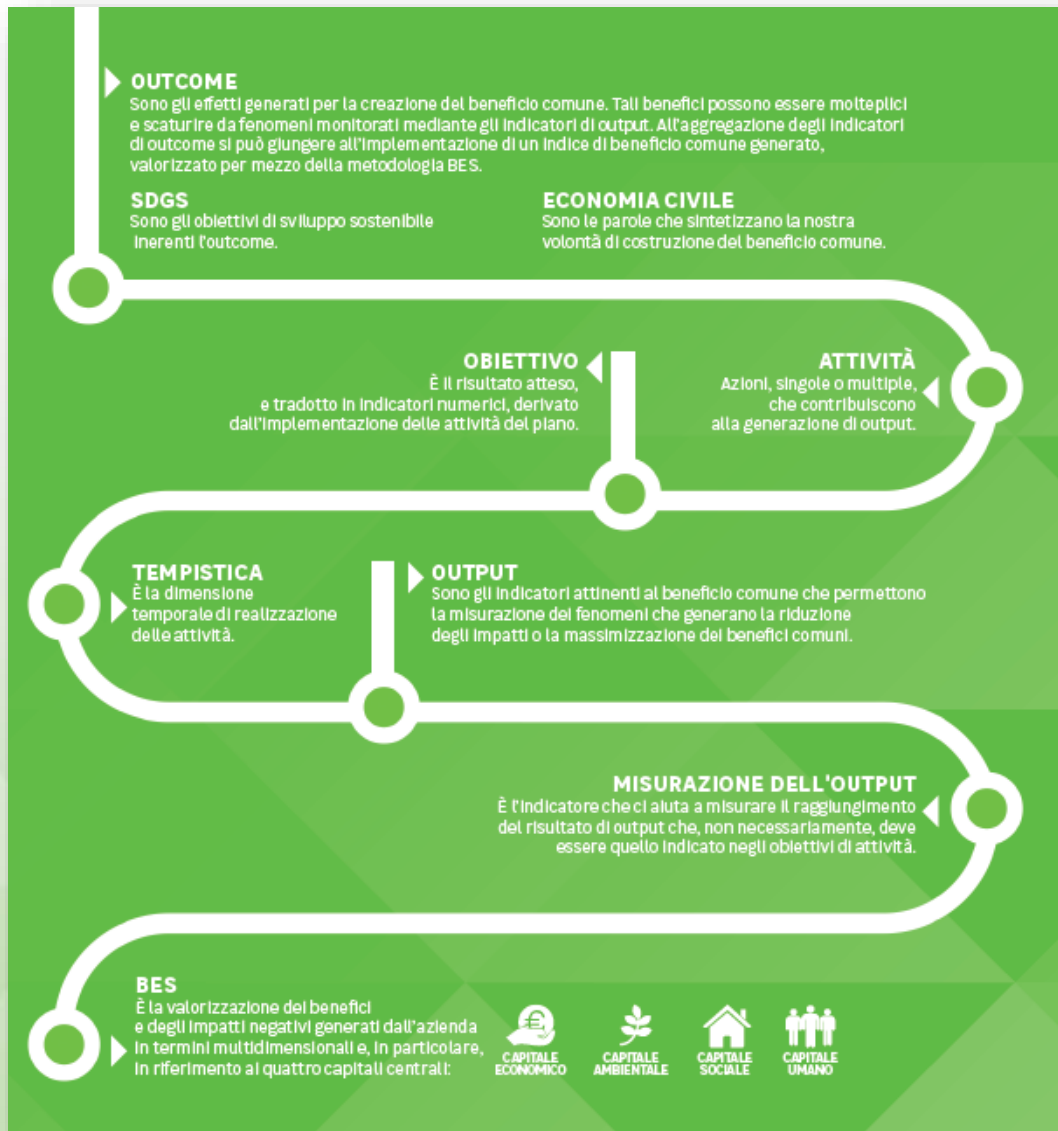 OUTCOME
Sono gli effetti generati per la creazione del beneficio comune. Tali benefici possono essere molteplici
e scaturire da fenomeni monitorati mediante gli indicatori di output. All'aggregazione degli indicatori
di outcome si può giungere all'implementazione di un indice di beneficio comune generato,
valorizzato per mezzo della metodologia BES.
SDGS
Sono gli obiettivi di sviluppo sostenibile
inerenti l'outcome.
ECONOMIA CIVILE
Sono le parole che sintetizzano la nostra
volontà di costruzione del beneficio comune.
OBIETTIVO
È il risultato atteso,
e tradotto in indicatori numerici, derivato
dall'implementazione delle attività del piano.
ATTIVITÀ
Azioni, singole o multiple,
che contribuiscono
alla generazione di output.
TEMPISTICA
È la dimensione
temporale di realizzazione
delle attività.
OUTPUT
Sono gli indicatori attinenti al beneficio comune che permettono
la misurazione dei fenomeni che generano la riduzione
degli impatti o la massimizzazione dei benefici comuni.
MISURAZIONE DELL'OUTPUT
È l'indicatore che ci aiuta a misurare il raggiungimento
del risultato di output che, non necessariamente, deve
essere quello indicato negli obiettivi di attività.
BES
È la valorizzazione dei benefici
e degli impatti negativi generati dall'azienda
in termini multidimensionali e, in particolare,
in riferimento ai quattro capitali centrali:
CAPITALE
ECONOMICO
CAPITALE
AMBIENTALE
CAPITALE
SOCIALE
CAPITALE
UMANO